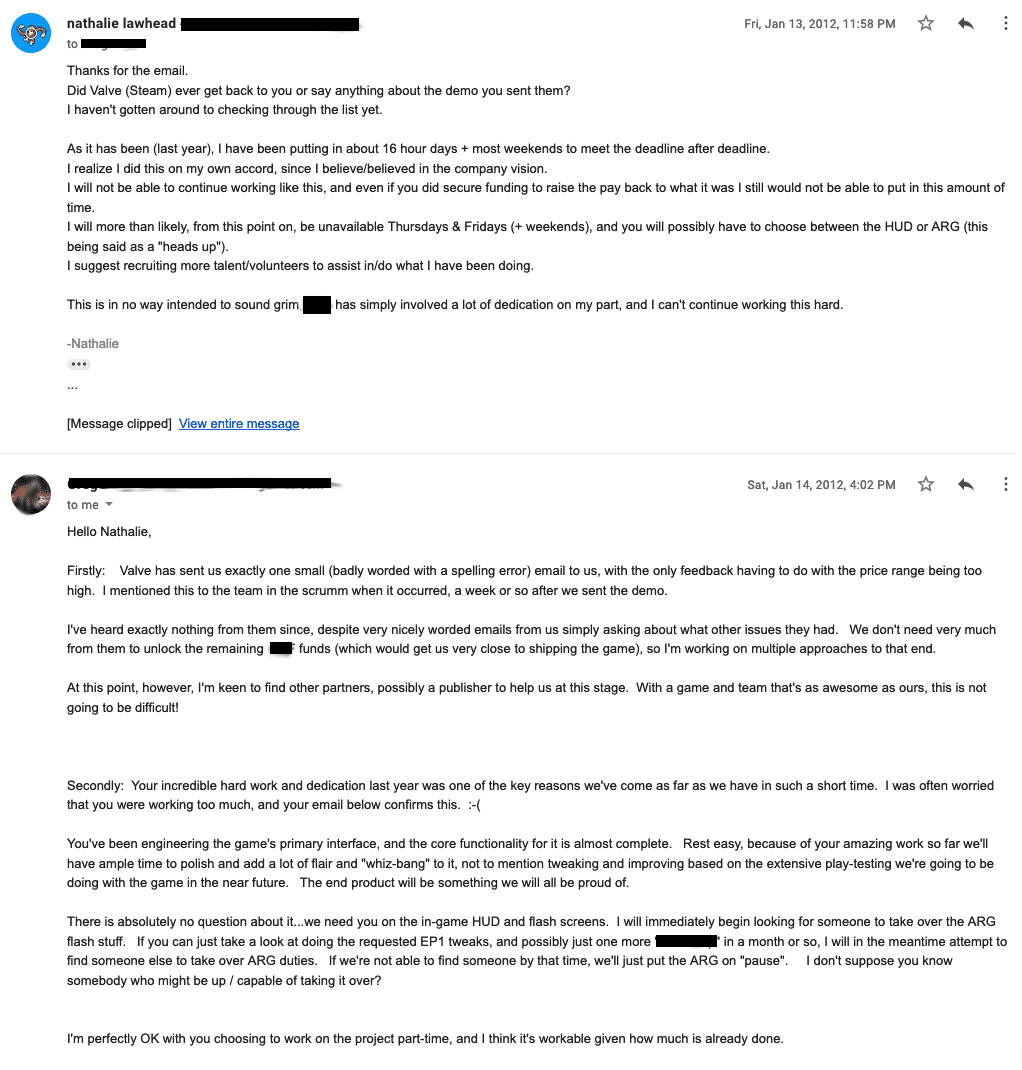 nathalie lawhead
Fri, Jan 13, 2012, 11:58 PM
to
Thanks for the email.
Did Valve (Steam) ever get back to you or say anything about the demo you sent them?
I haven't gotten around to checking through the list yet.
As it has been (last year), I have been putting in about 16 hour days + most weekends to meet the deadline after deadline.
I realize I did this on my own accord, since I believe/believed in the company vision.
I will not be able to continue working like this, and even if you did secure funding to raise the pay back to what it was I still would not be able to put in this amount of
time.
I will more than likely, from this point on, be unavailable Thursdays & Fridays (+ weekends), and you will possibly have to choose between the HUD or ARG (this
being said as a "heads up").
I suggest recruiting more talent/volunteers to assist in/do what I have been doing.
This is in no way intended to sound grim has simply involved a lot of dedication on my part, and I can't continue working this hard.
-Nathalie
•••
...
[Message clipped] View entire message
Sat, Jan 14, 2012, 4:02 PM
to me
Hello Nathalie,
Firstly: Valve has sent us exactly one small (badly worded with a spelling error) email to us, with the only feedback having to do with the price range being too
high. I mentioned this to the team in the scrumm when it occurred, a week or so after we sent the demo.
I've heard exactly nothing from them since, despite very nicely worded emails from us simply asking about what other issues they had. We don't need very much
from them to unlock the remaining funds (which would get us very close to shipping the game), so I'm working on multiple approaches to that end.
At this point, however, I'm keen to find other partners, possibly a publisher to help us at this stage. With a game and team that's as awesome as ours, this is not
going to be difficult!
Secondly: Your incredible hard work and dedication last year was one of the key reasons we've come as far as we have in such a short time. I was often worried
that you were working too much, and your email below confirms this. :-(
You've been engineering the game's primary interface, and the core functionality for it is almost complete. Rest easy, because of your amazing work so far we'll
have ample time to polish and add a lot of flair and "whiz-bang" to it, not to mention tweaking and improving based on the extensive play-testing we're going to be
doing with the game in the near future. The end product will be something we will all be proud of.
There is absolutely no question about it...we need you on the in-game HUD and flash screens. I will immediately begin looking for someone to take over the ARG
flash stuff. If you can just take a look at doing the requested EP1 tweaks, and possibly just one more " " in a month or so, I will in the meantime attempt to
find someone else to take over ARG duties. If we're not able to find someone by that time, we'll just put the ARG on "pause". I don't suppose you know
somebody who might be up / capable of taking it over?
I'm perfectly OK with you choosing to work on the project part-time, and I think it's workable given how much is already done.